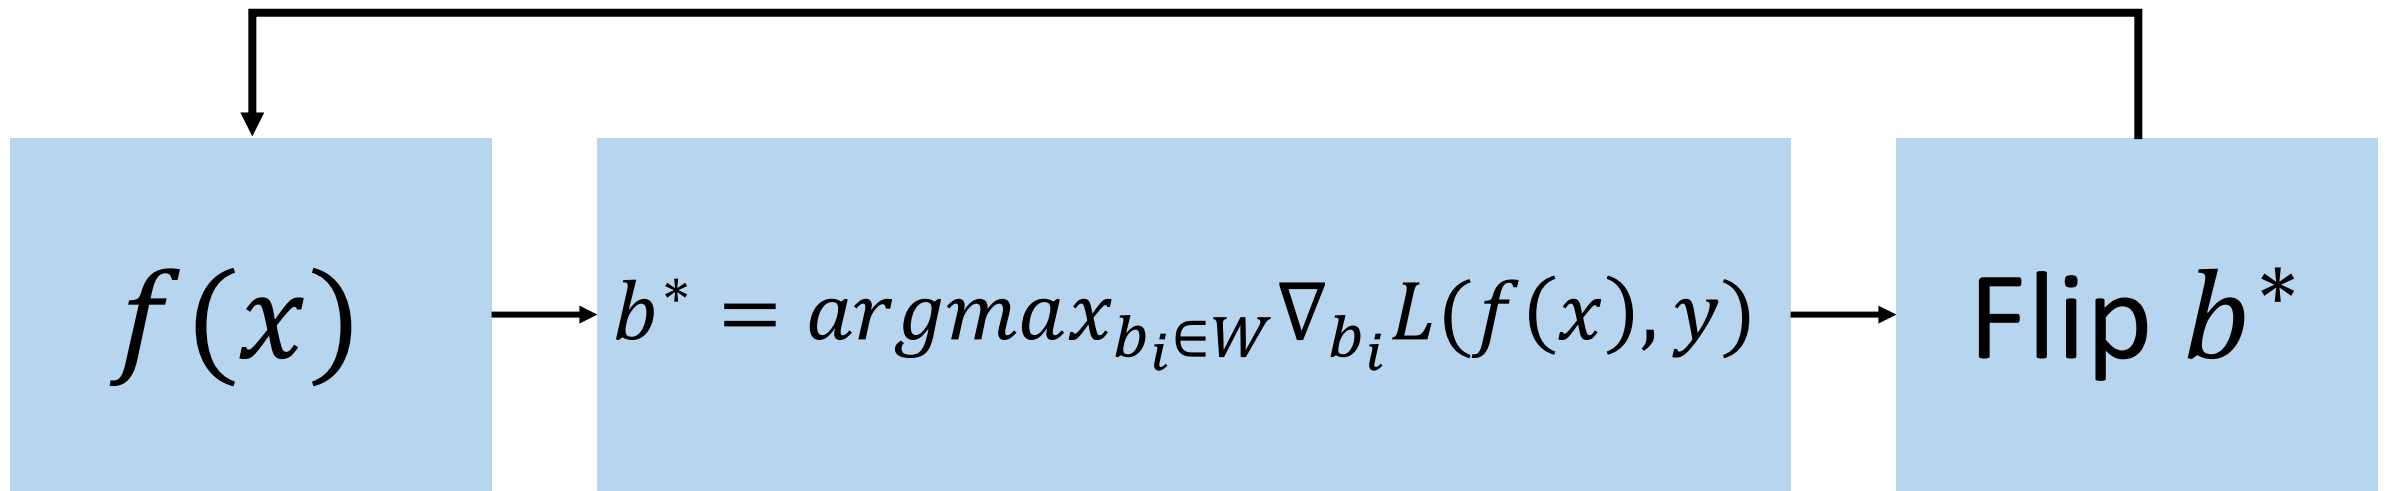 f(x)
b* = argmax_{b_i∈W}∇_{b_i}L(f(x), y)
Flip b*